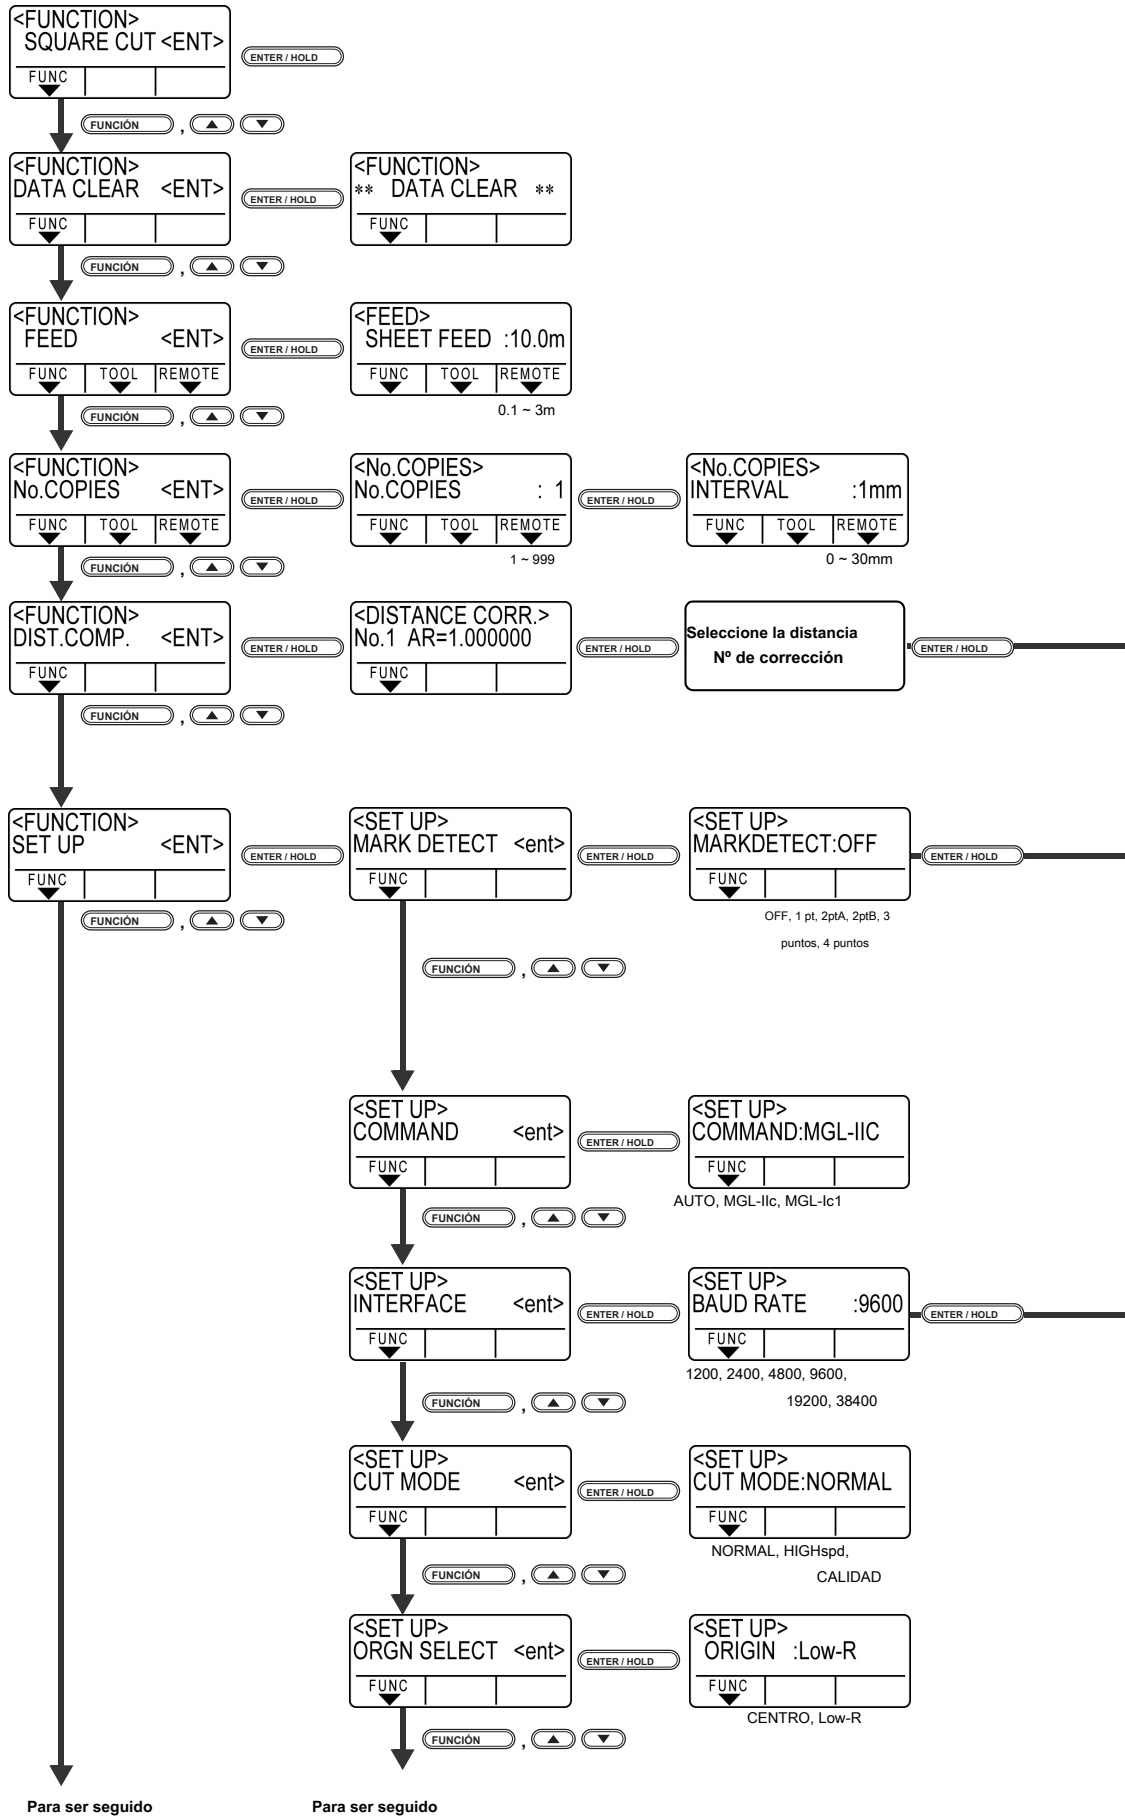 <FUNCTION>
SQUARE CUT <ENT>
ENTER / HOLD
FUNC
FUNCIÓN ,
<FUNCTION>
DATA CLEAR <ENT>
FUNC
ENTER / HOLD
<FUNCTION>
** DATA CLEAR **
FUNC
FUNCIÓN ,
<FUNCTION>
FEED <ENT>
FUNC TOOL REMOTE
ENTER / HOLD
<FEED>
SHEET FEED :10.0m
FUNC TOOL REMOTE
0.1 ~ 3m
FUNCIÓN ,
<FUNCTION>
No.COPIES <ENT>
FUNC TOOL REMOTE
ENTER / HOLD
<No.COPIES>
No.COPIES : 1
FUNC TOOL REMOTE
1 ~ 999
ENTER / HOLD
<No.COPIES>
INTERVAL :1mm
FUNC TOOL REMOTE
0 ~ 30mm
FUNCIÓN ,
<FUNCTION>
DIST.COMP. <ENT>
FUNC
ENTER / HOLD
<DISTANCE CORR.>
No.1 AR=1.000000
FUNC
ENTER / HOLD
Seleccione la distancia
Nº de corrección
ENTER / HOLD
FUNCIÓN ,
<FUNCTION>
SET UP <ENT>
FUNC
ENTER / HOLD
<SET UP>
MARK DETECT <ent>
FUNC
ENTER / HOLD
<SET UP>
MARKDETECT:OFF
FUNC
OFF, 1 pt, 2ptA, 2ptB, 3
puntos, 4 puntos
ENTER / HOLD
FUNCIÓN ,
FUNCIÓN ,
<SET UP>
COMMAND <ent>
FUNC
ENTER / HOLD
<SET UP>
COMMAND:MGL-IIC
FUNC
AUTO, MGL-IIc, MGL-Ic1
FUNCIÓN ,
<SET UP>
INTERFACE <ent>
FUNC
ENTER / HOLD
<SET UP>
BAUD RATE :9600
FUNC
1200, 2400, 4800, 9600,
19200, 38400
ENTER / HOLD
FUNCIÓN ,
<SET UP>
CUT MODE <ent>
FUNC
ENTER / HOLD
<SET UP>
CUT MODE:NORMAL
FUNC
NORMAL, HIGHspd,
CALIDAD
FUNCIÓN ,
<SET UP>
ORGN SELECT <ent>
FUNC
ENTER / HOLD
<SET UP>
ORIGIN :Low-R
FUNC
CENTRO, Low-R
FUNCIÓN ,
Para ser seguido
Para ser seguido